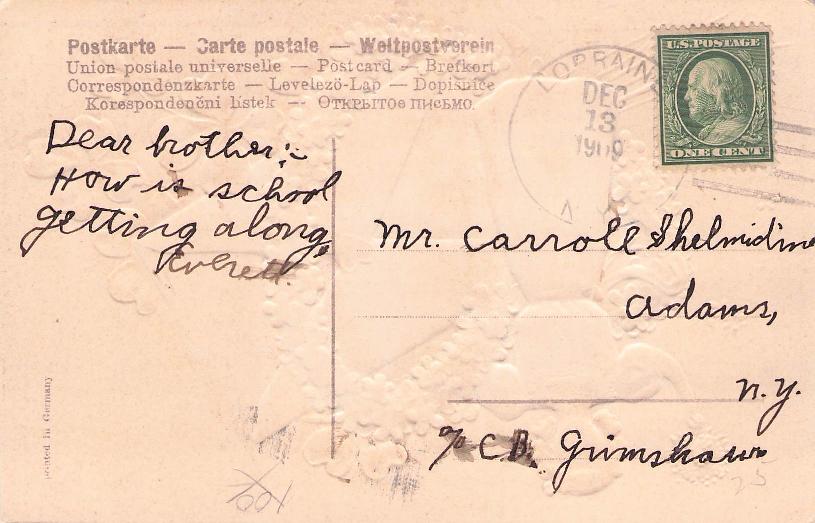 Postkarte — Carte postale — Weltpostverein
Union postale universelle — Postcard — Brefkort
Correspondenzkarte — Levelező-Lap — Dopisnice
Korespondenční lístek — Открытое письмо.
U.S. POSTAGE
ONE CENT
LORRAIN
DEC
13
1909
Dear brother:-
How is school
getting along,
Everett.
Mr. Carroll Shelmidine
Adams,
N.Y.
c/o C.B. Grimshaw
Printed in Germany